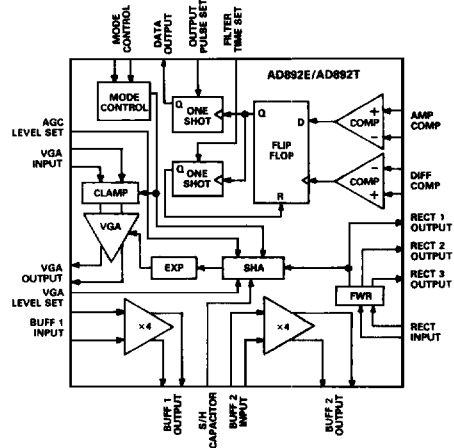 MODE
CONTROL
DATA
OUTPUT
OUTPUT
PULSE SET
FILTER
TIME SET
AD892E/AD892T
MODE
CONTROL
Q
ONE
SHOT
Q
ONE
SHOT
Q
D
FLIP
FLOP
R
+
COMP
−
−
COMP
+
AMP
COMP
DIFF
COMP
AGC
LEVEL SET
VGA
INPUT
CLAMP
VGA
EXP
SHA
FWR
RECT 1
OUTPUT
RECT 2
OUTPUT
RECT 3
OUTPUT
RECT
INPUT
VGA
OUTPUT
VGA
LEVEL SET
BUFF 1
INPUT
×4
×4
BUFF 1
OUTPUT
S/H
CAPACITOR
BUFF 2
INPUT
BUFF 2
OUTPUT